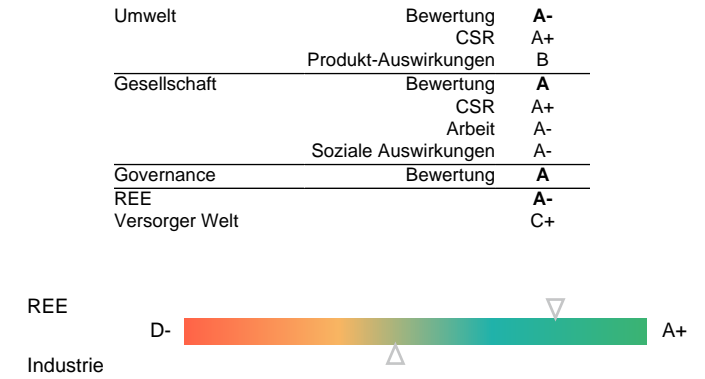 Umwelt Bewertung A-
CSR A+
Produkt-Auswirkungen B
Gesellschaft Bewertung A
CSR A+
Arbeit A-
Soziale Auswirkungen A-
Governance Bewertung A
REE A-
Versorger Welt C+
REE
D- A+
Industrie